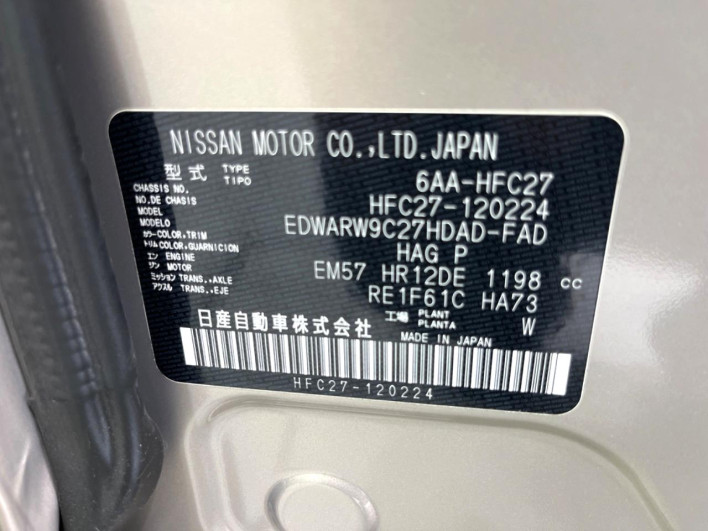 NISSAN MOTOR CO.,LTD.JAPAN
型式 TYPE TIPO 6AA-HFC27
CHASSIS NO.
NO.DE CHASIS HFC27-120224
MODEL
MODELO EDWARW9C27HDAD-FAD
カラー COLOR,TRIM
トリム COLOR,GUARNICION HAG P
エンジン ENGINE MOTOR EM57 HR12DE 1198 cc
ミッション TRANS.,AXLE
アクスル TRANS.,EJE RE1F61C HA73
工場 PLANT PLANTA W
日産自動車株式会社 MADE IN JAPAN
HFC27-120224